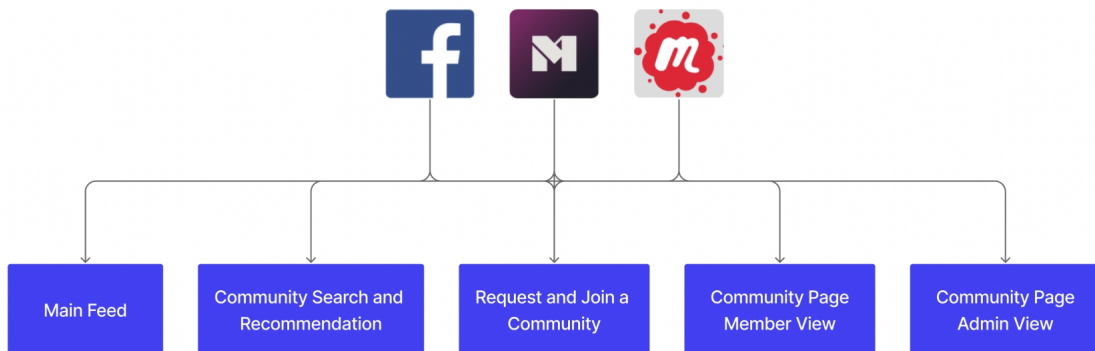 f
M
m
Main Feed
Community Search and
Recommendation
Request and Join a
Community
Community Page
Member View
Community Page
Admin View